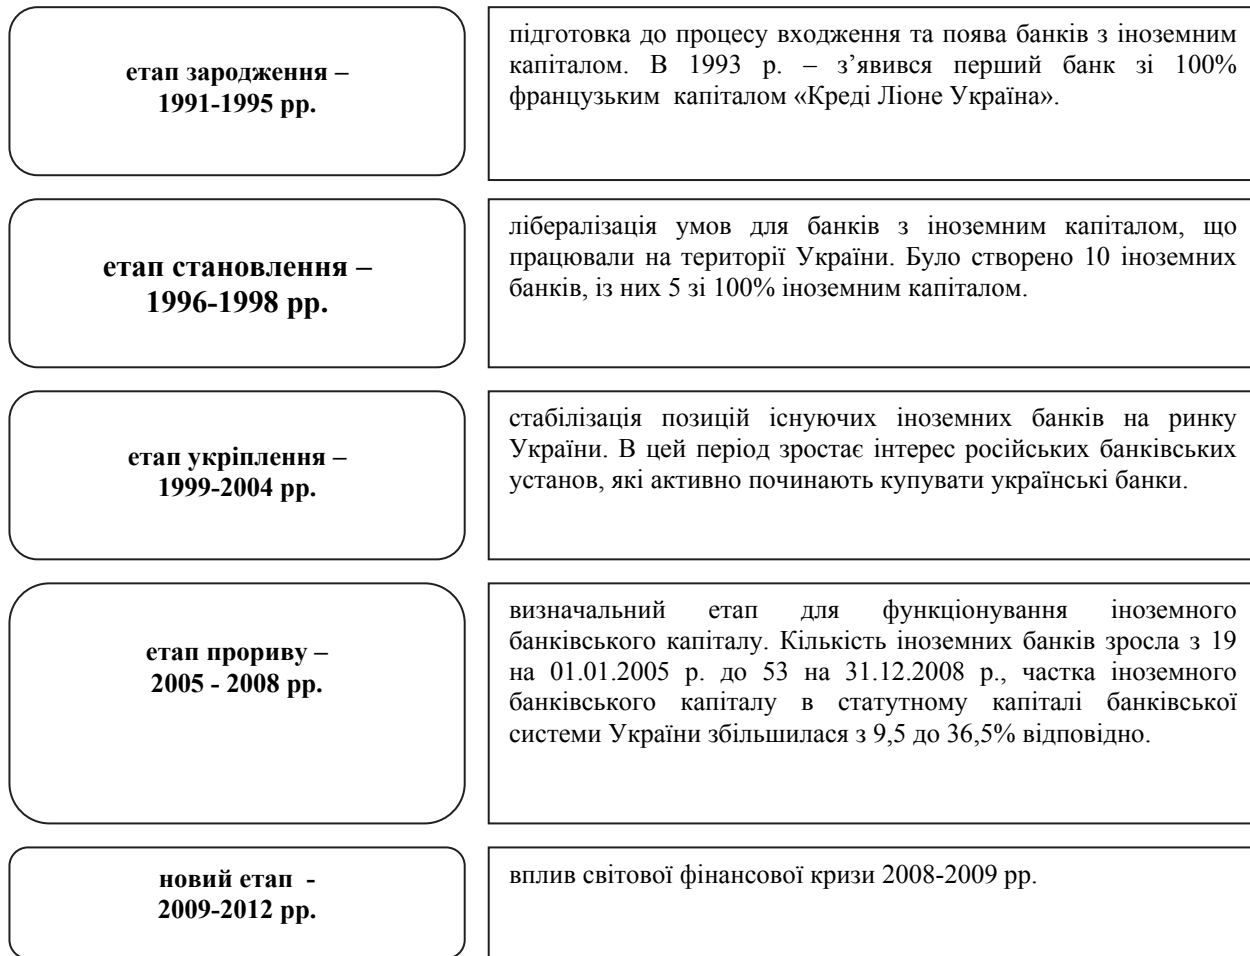 етап зародження –
1991-1995 рр.
підготовка до процесу входження та поява банків з іноземним
капіталом. В 1993 р. – з’явився перший банк зі 100%
французьким капіталом «Креді Ліоне Україна».
етап становлення –
1996-1998 рр.
лібералізація умов для банків з іноземним капіталом, що
працювали на території України. Було створено 10 іноземних
банків, із них 5 зі 100% іноземним капіталом.
етап укріплення –
1999-2004 рр.
стабілізація позицій існуючих іноземних банків на ринку
України. В цей період зростає інтерес російських банківських
установ, які активно починають купувати українські банки.
етап прориву –
2005 - 2008 рр.
визначальний етап для функціонування іноземного
банківського капіталу. Кількість іноземних банків зросла з 19
на 01.01.2005 р. до 53 на 31.12.2008 р., частка іноземного
банківського капіталу в статутному капіталі банківської
системи України збільшилася з 9,5 до 36,5% відповідно.
новий етап -
2009-2012 рр.
вплив світової фінансової кризи 2008-2009 рр.